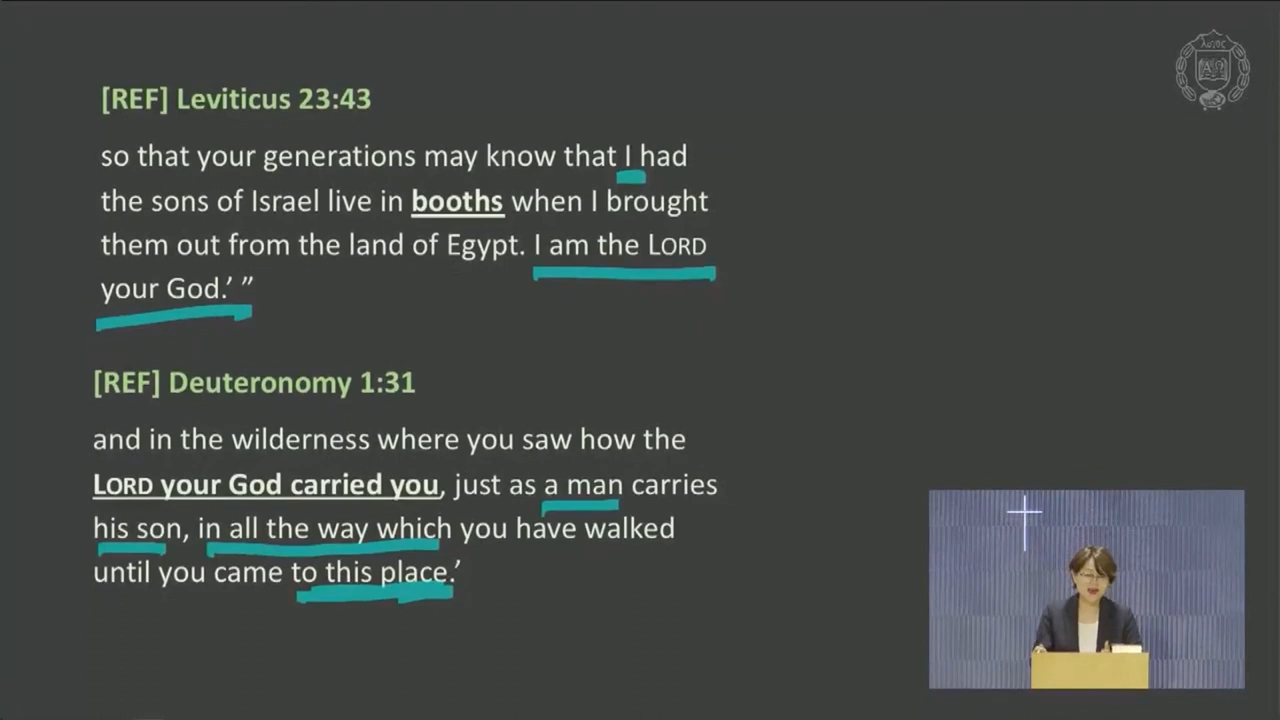 λόγος
[REF] Leviticus 23:43
so that your generations may know that I had
the sons of Israel live in booths when I brought
them out from the land of Egypt. I am the LORD
your God.’ ”
[REF] Deuteronomy 1:31
and in the wilderness where you saw how the
LORD your God carried you, just as a man carries
his son, in all the way which you have walked
until you came to this place.’